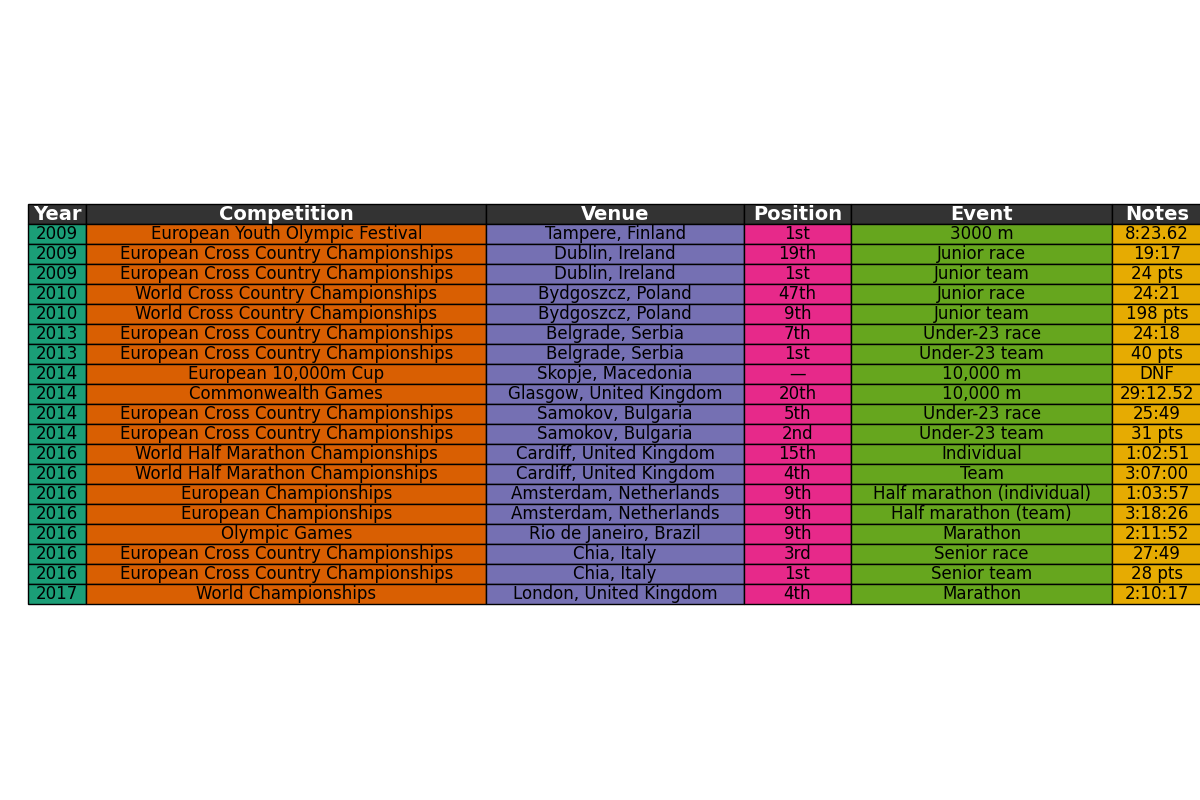 Year Competition Venue Position Event Notes
2009 European Youth Olympic Festival Tampere, Finland 1st 3000 m 8:23.62
2009 European Cross Country Championships Dublin, Ireland 19th Junior race 19:17
2009 European Cross Country Championships Dublin, Ireland 1st Junior team 24 pts
2010 World Cross Country Championships Bydgoszcz, Poland 47th Junior race 24:21
2010 World Cross Country Championships Bydgoszcz, Poland 9th Junior team 198 pts
2013 European Cross Country Championships Belgrade, Serbia 7th Under-23 race 24:18
2013 European Cross Country Championships Belgrade, Serbia 1st Under-23 team 40 pts
2014 European 10,000m Cup Skopje, Macedonia — 10,000 m DNF
2014 Commonwealth Games Glasgow, United Kingdom 20th 10,000 m 29:12.52
2014 European Cross Country Championships Samokov, Bulgaria 5th Under-23 race 25:49
2014 European Cross Country Championships Samokov, Bulgaria 2nd Under-23 team 31 pts
2016 World Half Marathon Championships Cardiff, United Kingdom 15th Individual 1:02:51
2016 World Half Marathon Championships Cardiff, United Kingdom 4th Team 3:07:00
2016 European Championships Amsterdam, Netherlands 9th Half marathon (individual) 1:03:57
2016 European Championships Amsterdam, Netherlands 9th Half marathon (team) 3:18:26
2016 Olympic Games Rio de Janeiro, Brazil 9th Marathon 2:11:52
2016 European Cross Country Championships Chia, Italy 3rd Senior race 27:49
2016 European Cross Country Championships Chia, Italy 1st Senior team 28 pts
2017 World Championships London, United Kingdom 4th Marathon 2:10:17